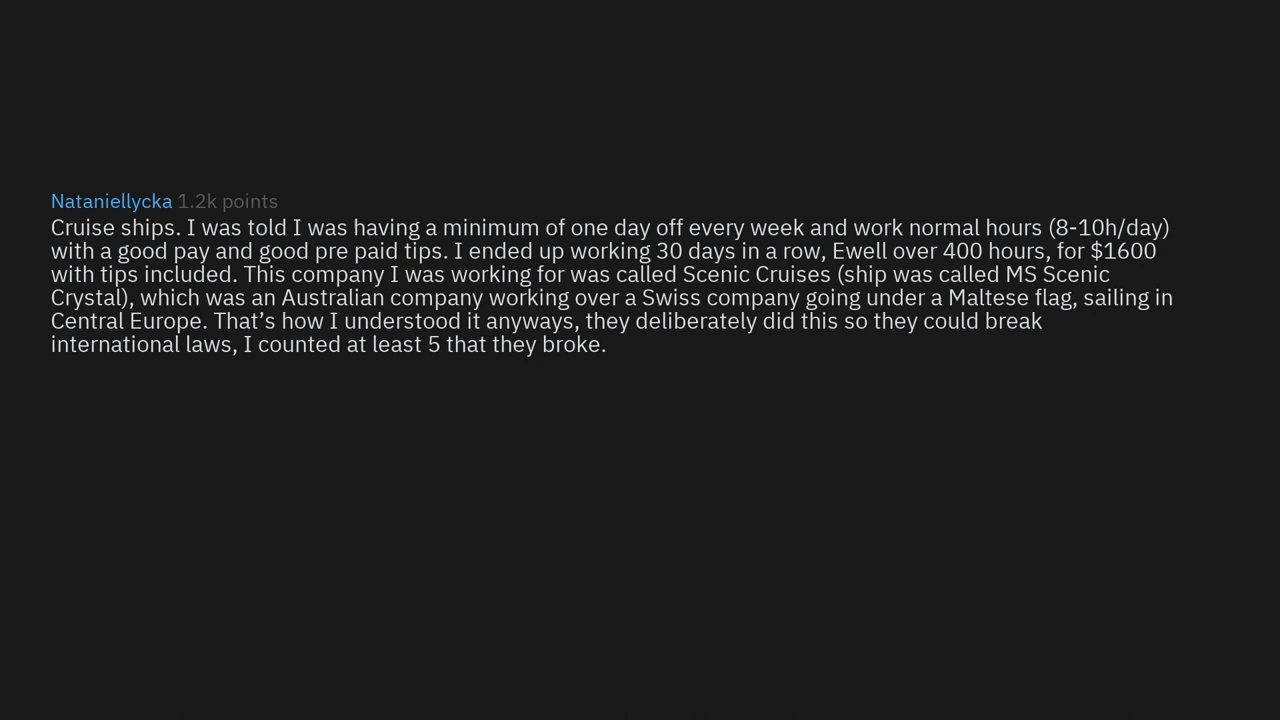 Nataniellycka 1.2k points
Cruise ships. I was told I was having a minimum of one day off every week and work normal hours (8-10h/day)
with a good pay and good pre paid tips. I ended up working 30 days in a row, Ewell over 400 hours, for $1600
with tips included. This company I was working for was called Scenic Cruises (ship was called MS Scenic
Crystal), which was an Australian company working over a Swiss company going under a Maltese flag, sailing in
Central Europe. That’s how I understood it anyways, they deliberately did this so they could break
international laws, I counted at least 5 that they broke.